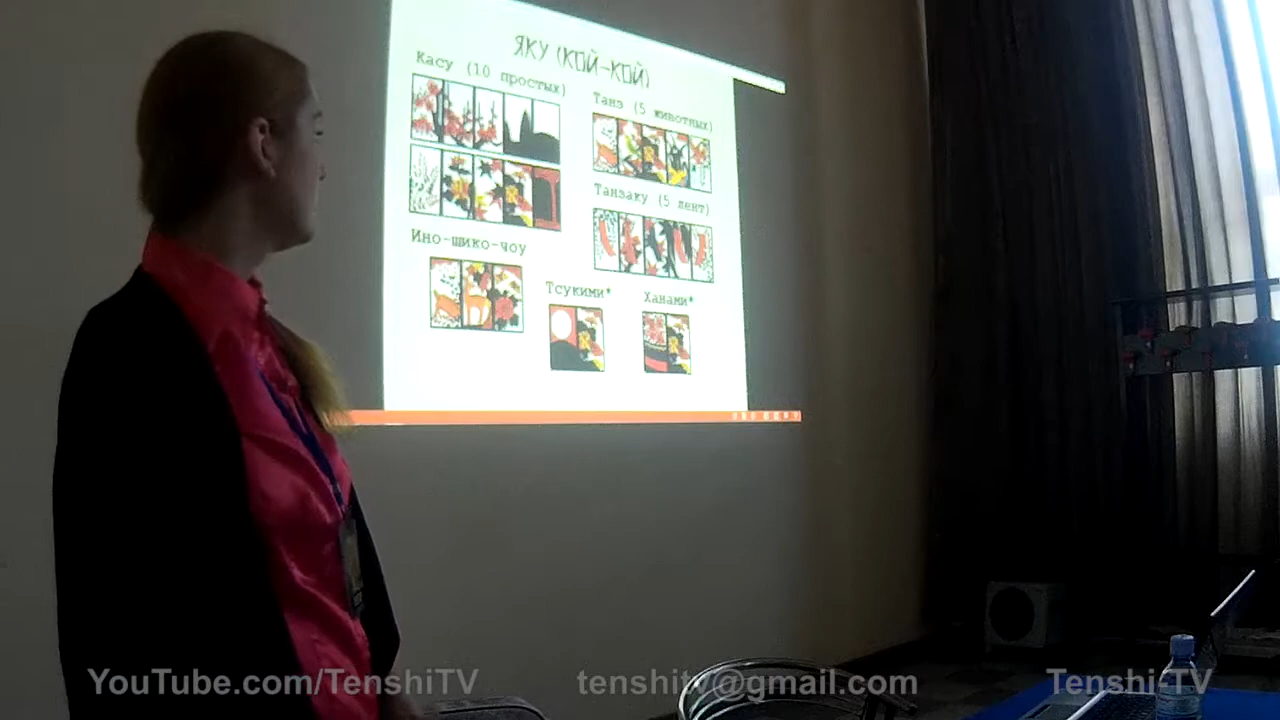 ЯКУ (КОЙ-КОЙ)
Касу (10 простых)
Танэ (5 животных)
Танзаку (5 лент)
Ино-шико-чоу
Тсукими*
Ханами*
YouTube.com/TenshiTV
tenshitv@gmail.com
Tenshi-TV